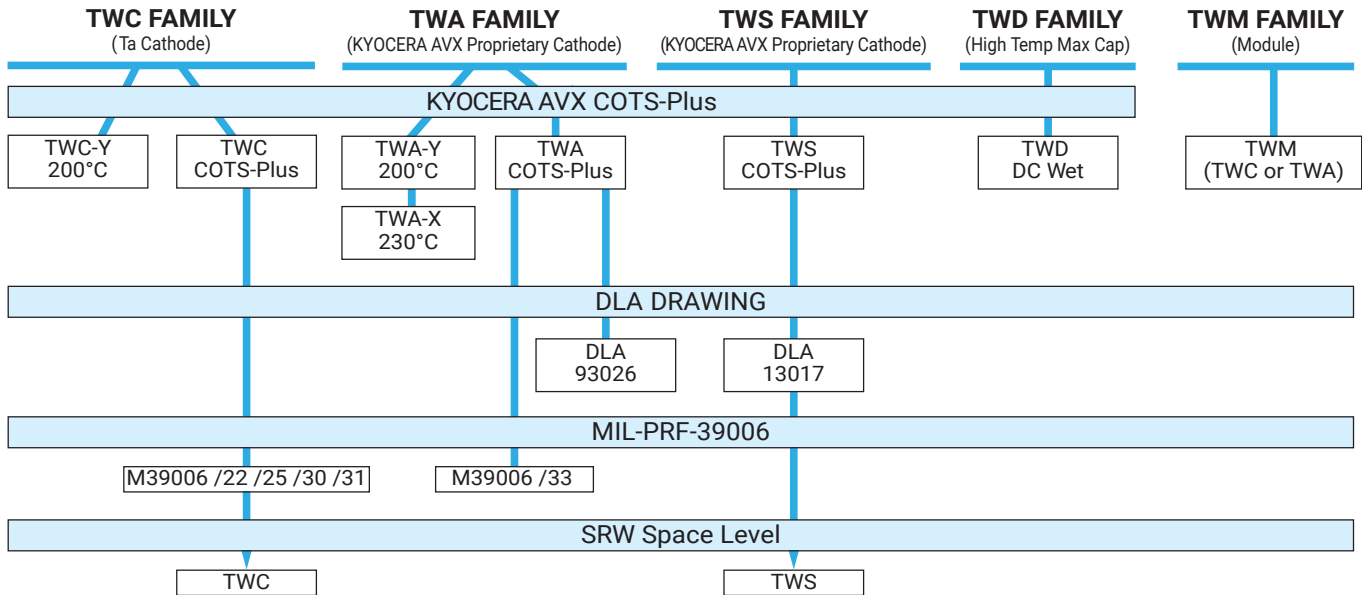 TWC FAMILY
(Ta Cathode)
TWA FAMILY
(KYOCERA AVX Proprietary Cathode)
TWS FAMILY
(KYOCERA AVX Proprietary Cathode)
TWD FAMILY
(High Temp Max Cap)
TWM FAMILY
(Module)
KYOCERA AVX COTS-Plus
TWC-Y
200°C
TWC
COTS-Plus
TWA-Y
200°C
TWA
COTS-Plus
TWS
COTS-Plus
TWD
DC Wet
TWM
(TWC or TWA)
TWA-X
230°C
DLA DRAWING
DLA
93026
DLA
13017
MIL-PRF-39006
M39006 /22 /25 /30 /31
M39006 /33
SRW Space Level
TWC
TWS